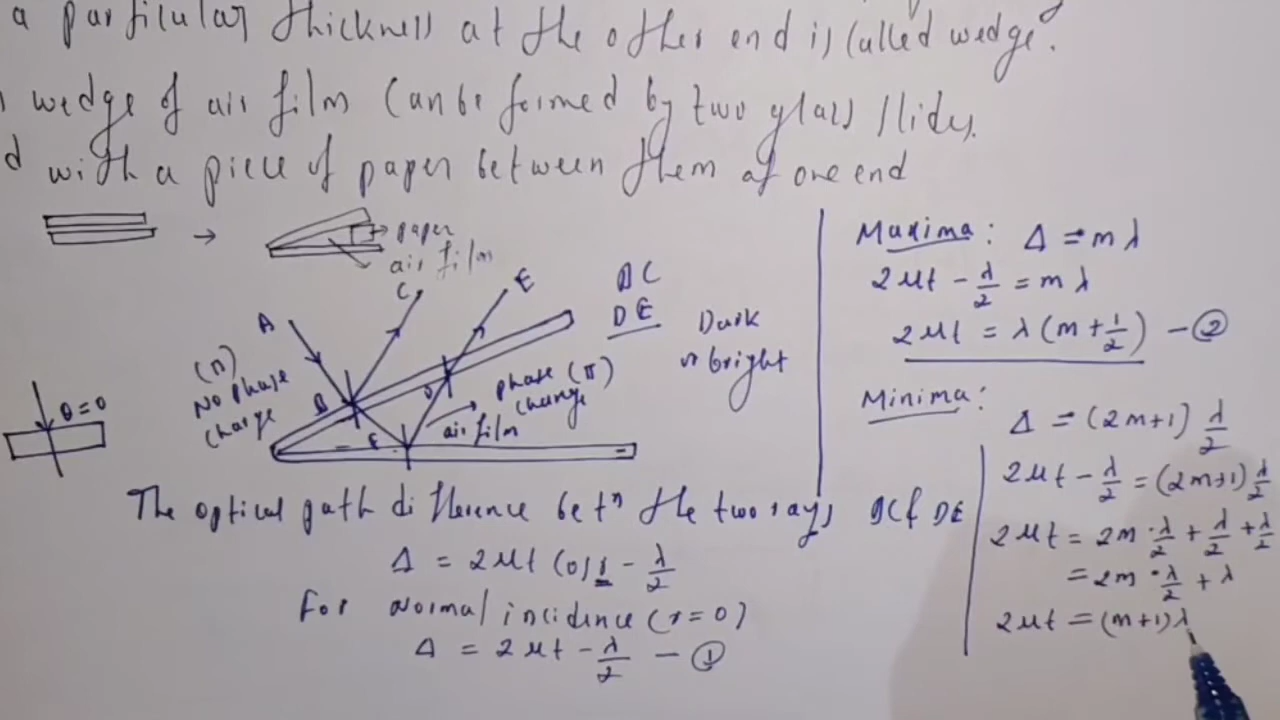 a particular thickness at the other end is called wedge.
wedge of air film can be formed by two glass slides.
d with a piece of paper between them at one end
paper
air film
A
C
E
BC
DE
Dark
or bright
(n)
No phase
change
B
D
F
phase (π)
change
air film
θ=0
The optical path difference betn the two rays BC & DE
Δ = 2μt cos r - λ/2
For Normal incidence (r=0)
Δ = 2μt - λ/2 - ①
Maxima: Δ = mλ
2μt - λ/2 = mλ
2μt = λ(m+1/2) - ②
Minima:
Δ = (2m+1) λ/2
2μt - λ/2 = (2m+1) λ/2
2μt = 2m · λ/2 + λ/2 + λ/2
= 2m · λ/2 + λ
2μt = (m+1)λ